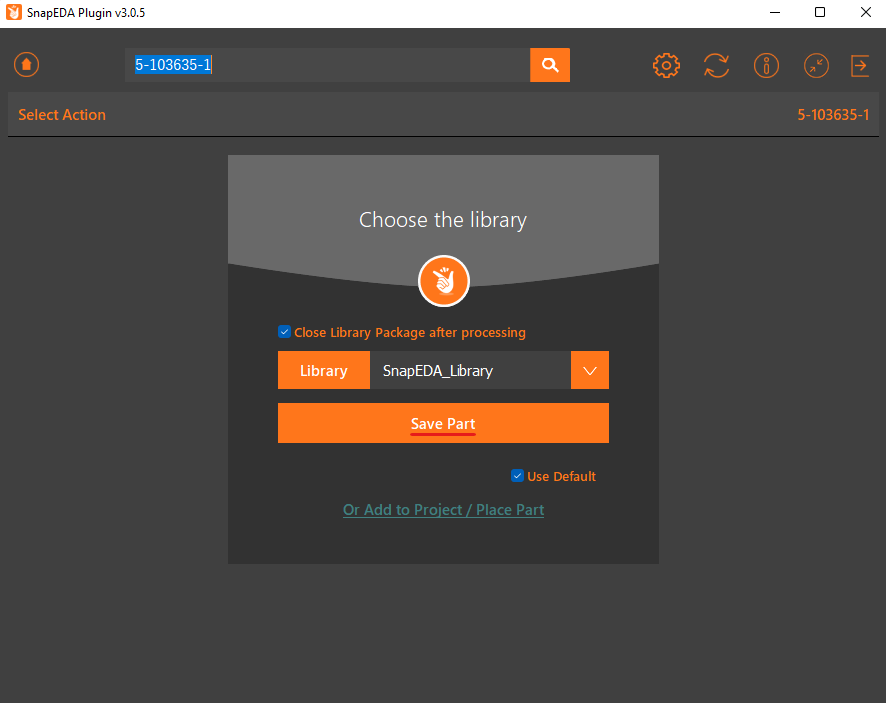 SnapEDA Plugin v3.0.5
5-103635-1
Select Action
5-103635-1
Choose the library
Close Library Package after processing
Library
SnapEDA_Library
Save Part
Use Default
Or Add to Project / Place Part